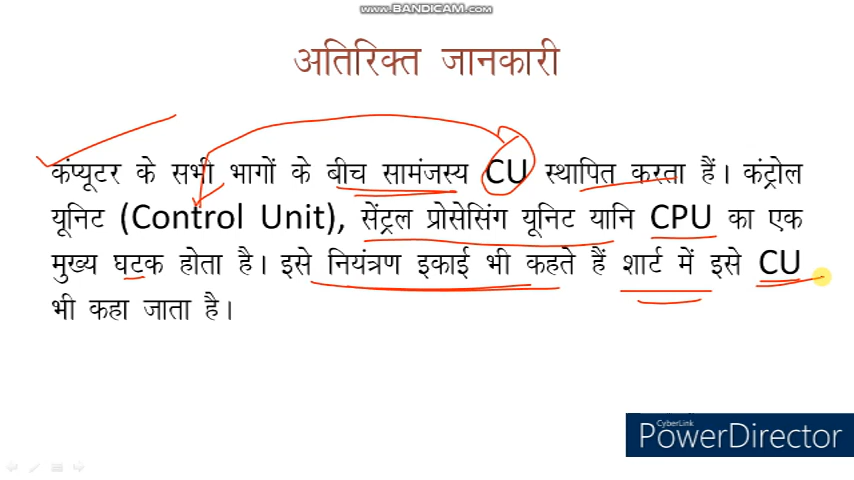 www.BANDICAM.com
अतिरिक्त जानकारी
कंप्यूटर के सभी भागों के बीच सामंजस्य CU स्थापित करता हैं। कंट्रोल
यूनिट (Control Unit), सेंट्रल प्रोसेसिंग यूनिट यानि CPU का एक
मुख्य घटक होता है। इसे नियंत्रण इकाई भी कहते हैं शार्ट में इसे CU
भी कहा जाता है।
CyberLink
PowerDirector